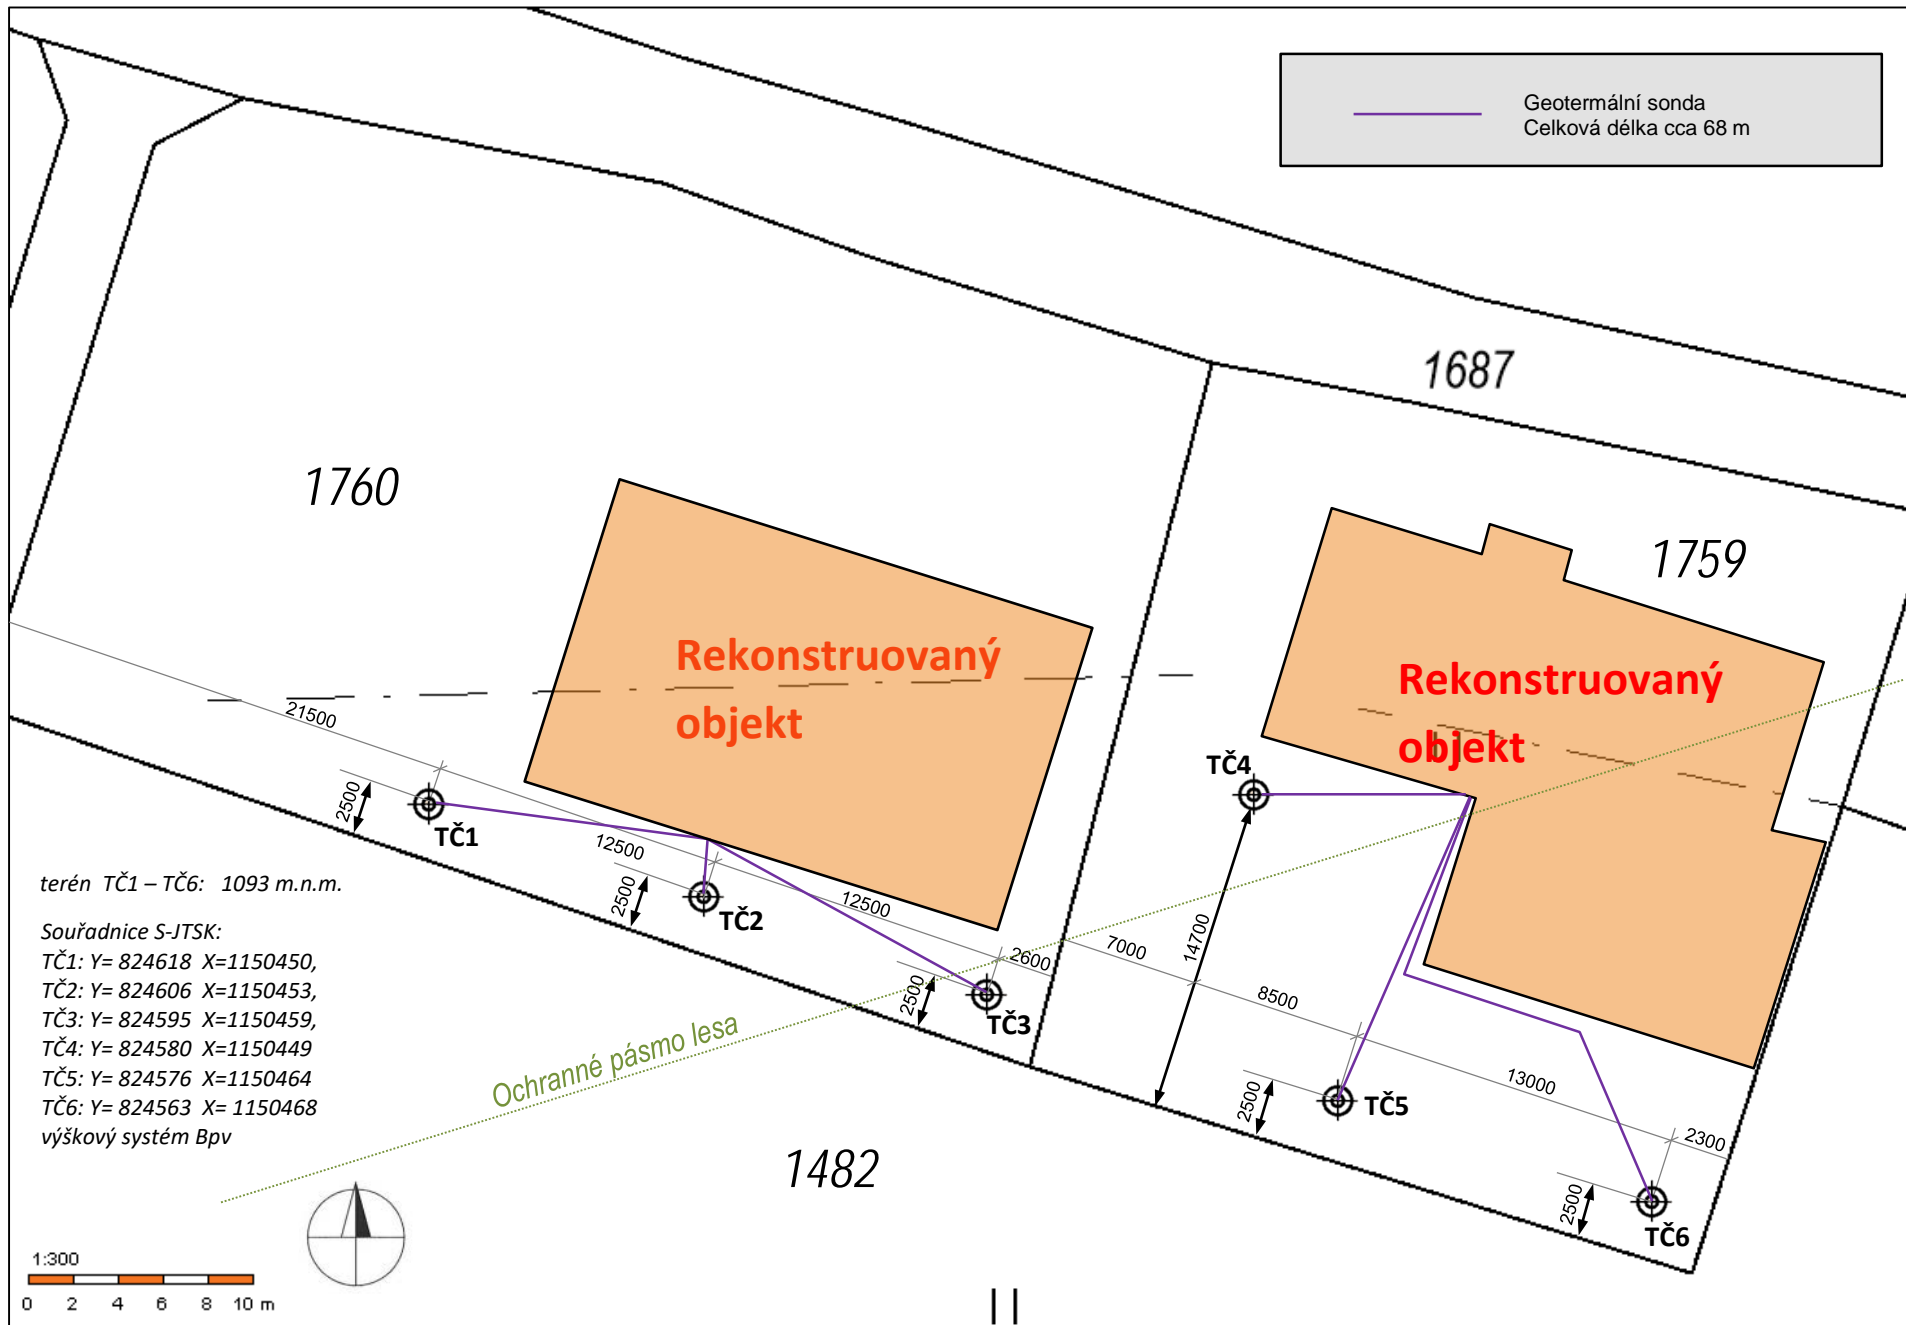 Geotermální sonda
Celková délka cca 68 m
1687
1760
1759
Rekonstruovaný
objekt
Rekonstruovaný
objekt
21500
TČ4
2500
TČ1
12500
2500
TČ2
12500
terén TČ1 – TČ6: 1093 m.n.m.
Souřadnice S-JTSK:
TČ1: Y= 824618 X=1150450,
TČ2: Y= 824606 X=1150453,
TČ3: Y= 824595 X=1150459,
TČ4: Y= 824580 X=1150449
TČ5: Y= 824576 X=1150464
TČ6: Y= 824563 X= 1150468
výškový systém Bpv
2600
2500
TČ3
7000
14700
8500
Ochranné pásmo lesa
13000
2500
TČ5
2300
2500
TČ6
1482
1:300
0 2 4 6 8 10 m